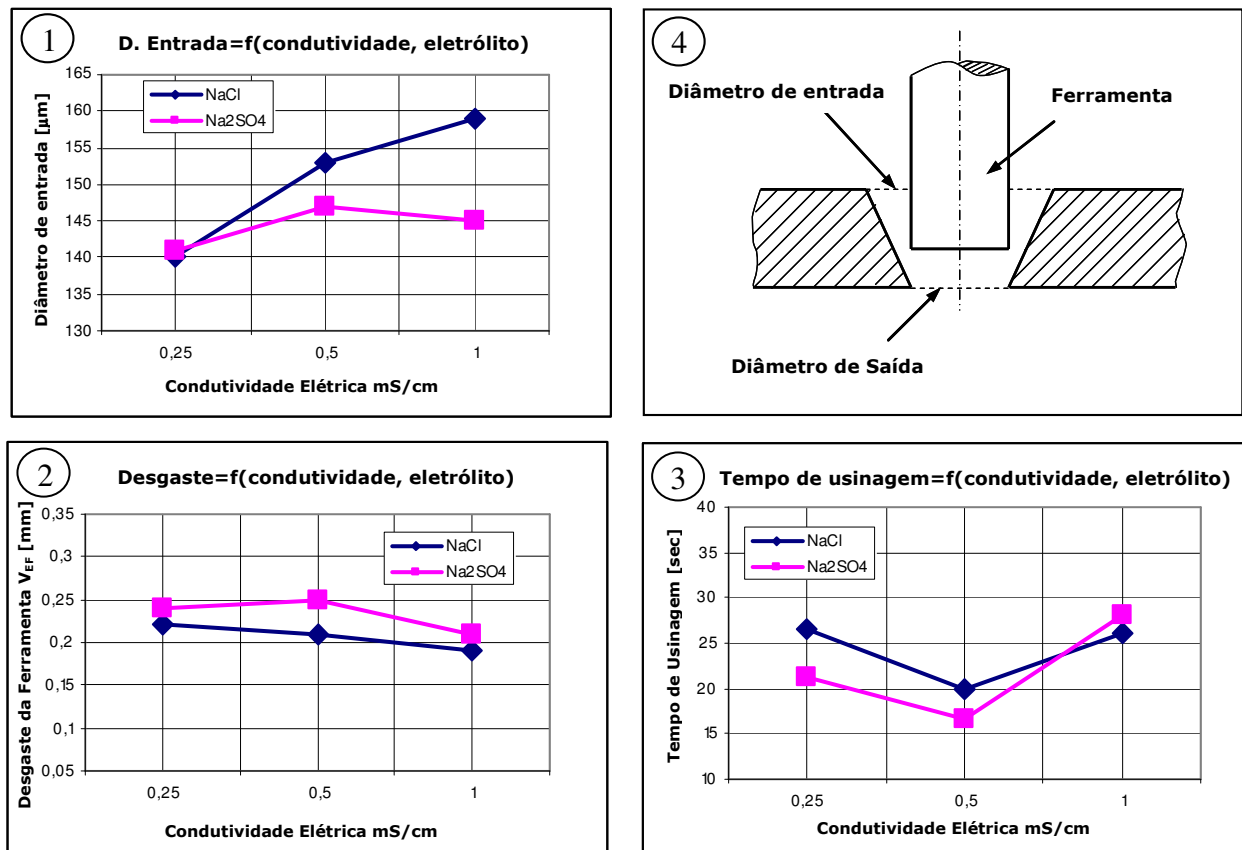 1
D. Entrada=f(condutividade, eletrólito)
Diâmetro de entrada [µm]
165
160
155
150
145
140
135
130
NaCl
Na2SO4
0,25 0,5 1
Condutividade Elétrica mS/cm
4
Diâmetro de entrada
Ferramenta
Diâmetro de Saída
2
Desgaste=f(condutividade, eletrólito)
Desgaste da Ferramenta VEF [mm]
0,35
0,3
0,25
0,2
0,15
0,1
0,05
NaCl
Na2SO4
0,25 0,5 1
Condutividade Elétrica mS/cm
3
Tempo de usinagem=f(condutividade, eletrólito)
Tempo de Usinagem [sec]
40
35
30
25
20
15
10
NaCl
Na2SO4
0,25 0,5 1
Condutividade Elétrica mS/cm